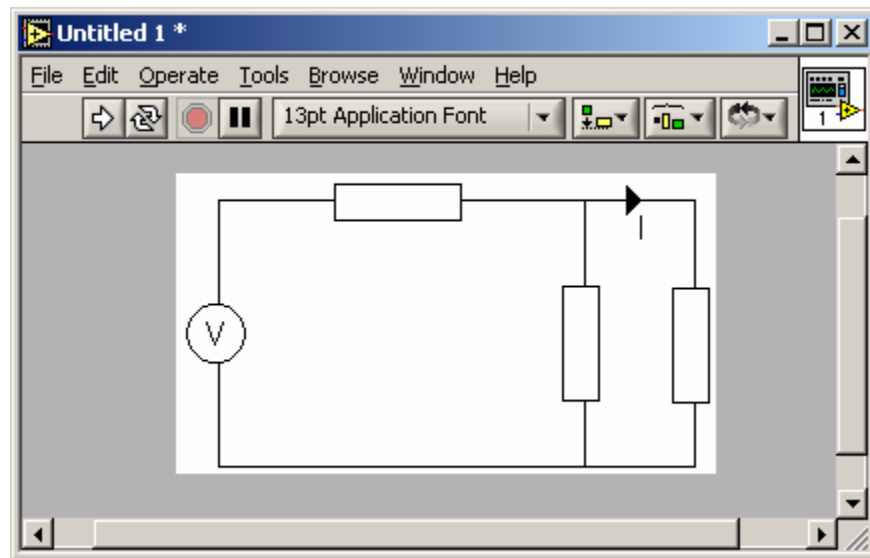 Untitled 1 *
File Edit Operate Tools Browse Window Help
13pt Application Font
1
I
V